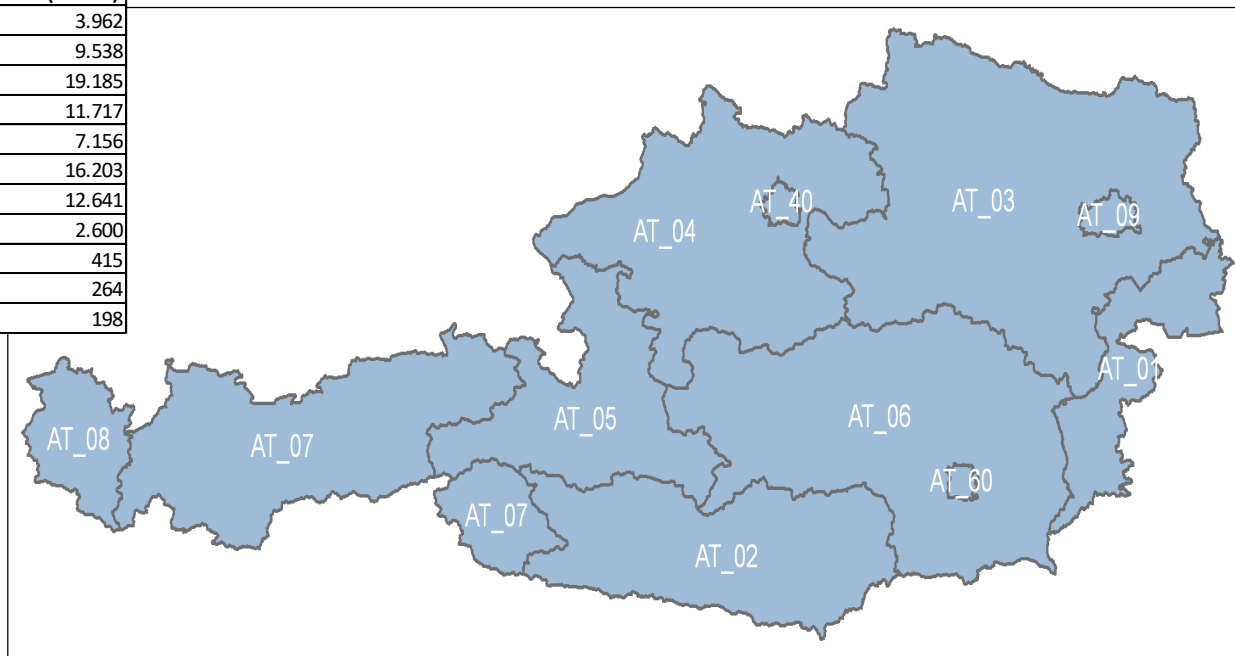 3.962
9.538
19.185
11.717
7.156
16.203
12.641
2.600
415
264
198
AT_03
AT_40
AT_09
AT_04
AT_01
AT_05
AT_06
AT_08
AT_07
AT_60
AT_07
AT_02